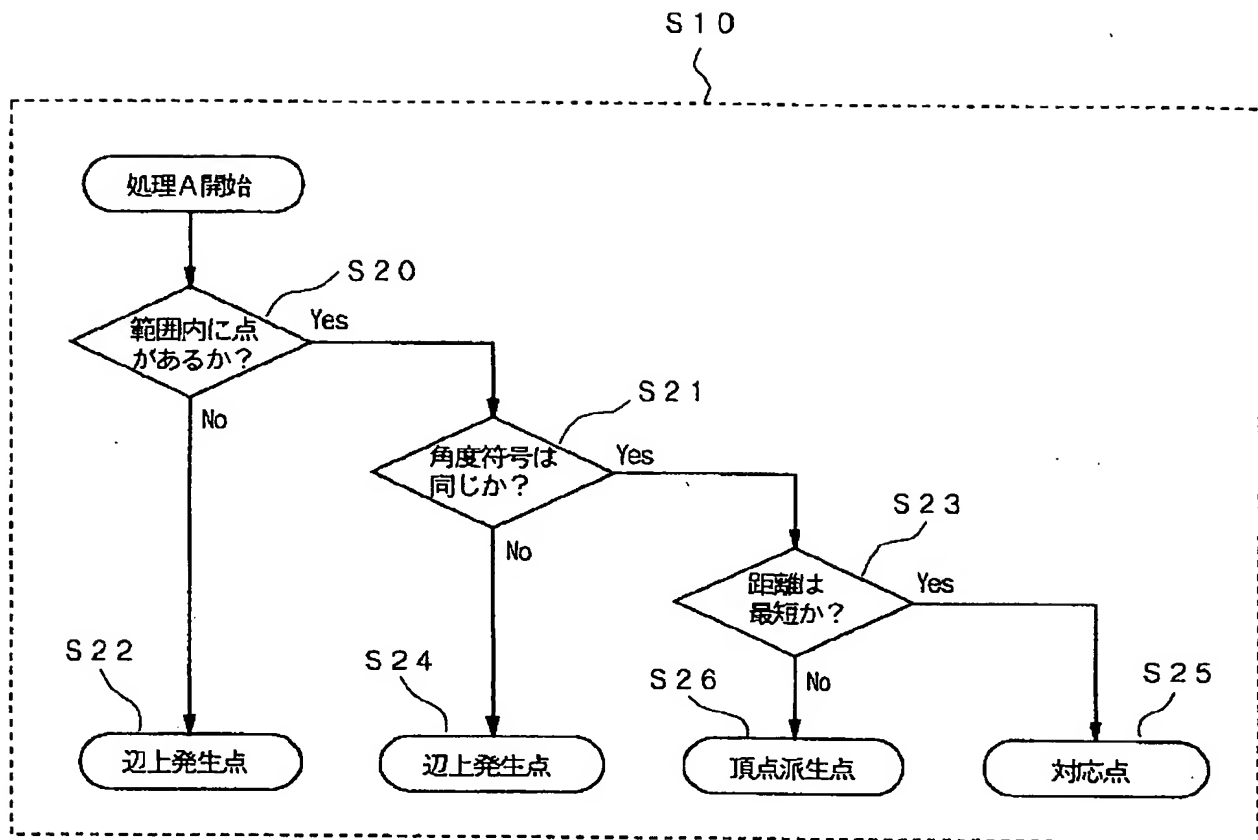 S10
処理A開始
S20
範囲内に点
があるか?
Yes
No
S21
角度符号は
同じか?
Yes
No
S23
距離は
最短か?
Yes
No
S22
辺上発生点
S24
辺上発生点
S26
頂点派生点
S25
対応点